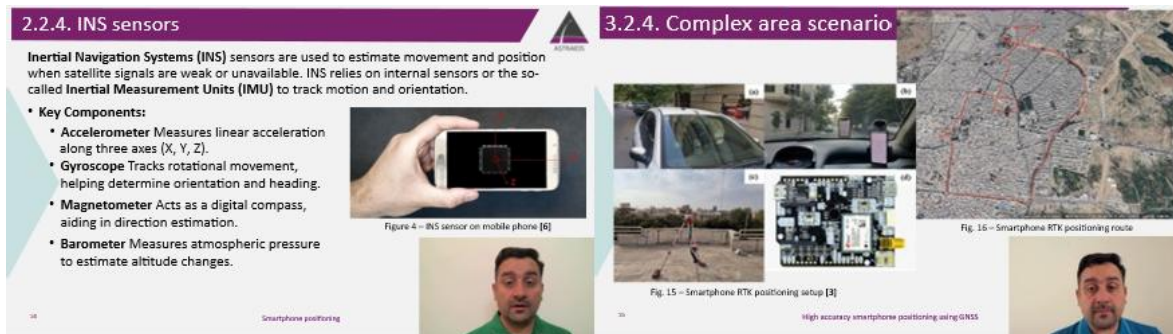 2.2.4. INS sensors
ASTRAIOS
Inertial Navigation Systems (INS) sensors are used to estimate movement and position
when satellite signals are weak or unavailable. INS relies on internal sensors or the so-
called Inertial Measurement Units (IMU) to track motion and orientation.
• Key Components:
• Accelerometer Measures linear acceleration
along three axes (X, Y, Z).
• Gyroscope Tracks rotational movement,
helping determine orientation and heading.
• Magnetometer Acts as a digital compass,
aiding in direction estimation.
• Barometer Measures atmospheric pressure
to estimate altitude changes.
Figure 4 – INS sensor on mobile phone [6]
Smartphone positioning
3.2.4. Complex area scenario
(a)
(b)
(c)
(d)
Fig. 15 – Smartphone RTK positioning setup [3]
Fig. 16 – Smartphone RTK positioning route
High accuracy smartphone positioning using GNSS